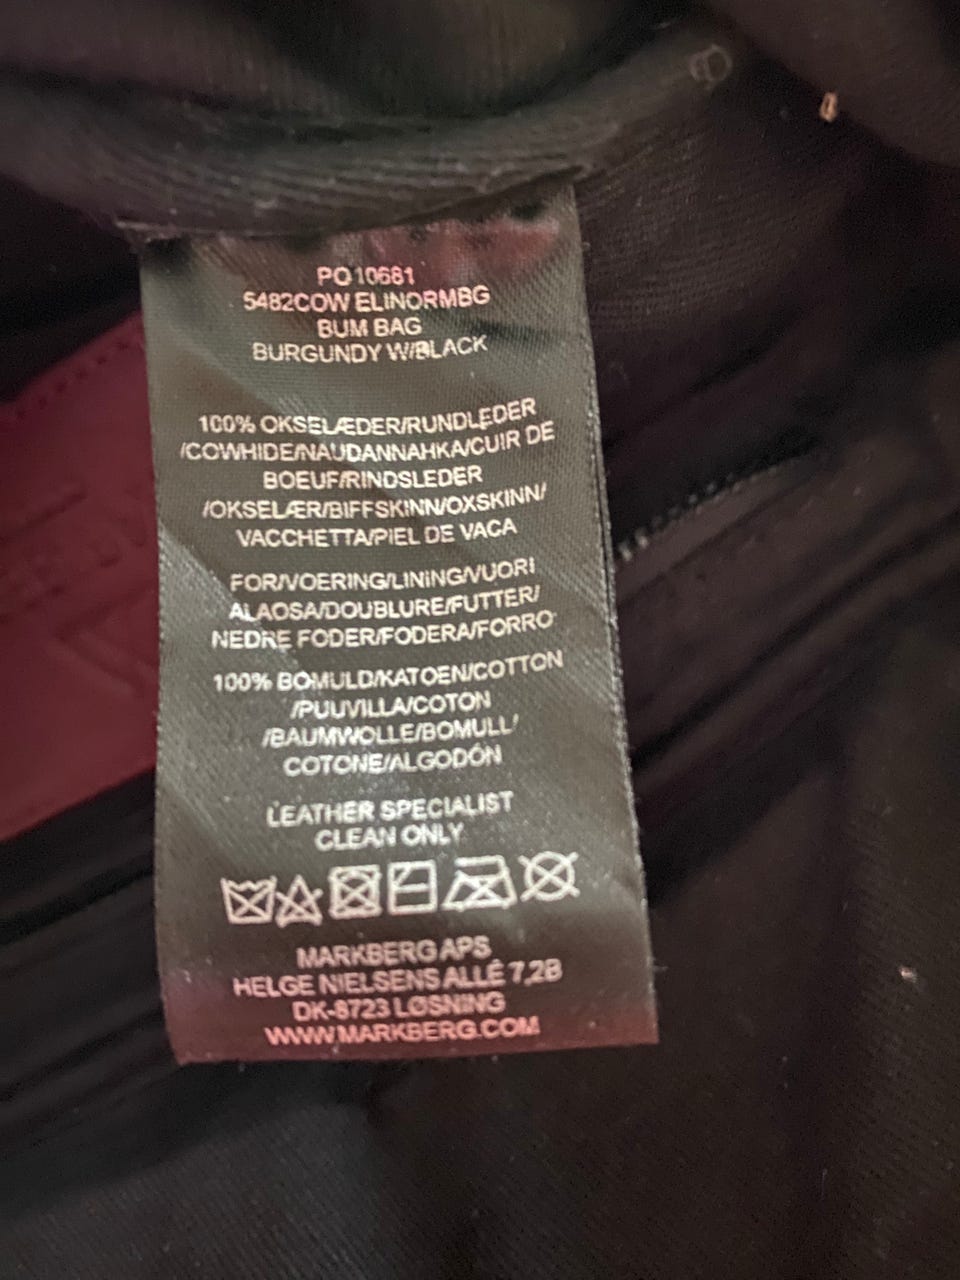 PO10681
5482COW ELINORMBG
BUM BAG
BURGUNDY W/BLACK
100% OKSELÆDER/RUNDLEDER
/COWHIDE/NAUDANNAHKA/CUIR DE
BOEUF/RINDSLEDER
/OKSELÆR/BIFFSKINN/OXSKINN/
VACCHETTA/PIEL DE VACA
FOR/VOERING/LINING/VUORI
ALAOSA/DOUBLURE/FUTTER/
NEDRE FODER/FODERA/FORRO
100% BOMULD/KATOEN/COTTON
/PUUVILLA/COTON
/BAUMWOLLE/BOMULL/
COTONE/ALGODÓN
LEATHER SPECIALIST
CLEAN ONLY
MARKBERG APS
HELGE NIELSENS ALLÉ 7,2B
DK-8723 LØSNING
WWW.MARKBERG.COM